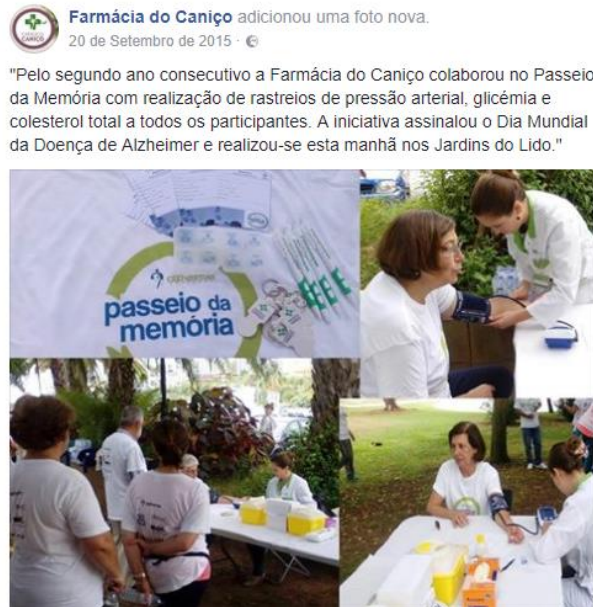 Farmácia do Caniço adicionou uma foto nova.
20 de Setembro de 2015 ·
"Pelo segundo ano consecutivo a Farmácia do Caniço colaborou no Passeio
da Memória com realização de rastreios de pressão arterial, glicémia e
colesterol total a todos os participantes. A iniciativa assinalou o Dia Mundial
da Doença de Alzheimer e realizou-se esta manhã nos Jardins do Lido."
passeio da
memória